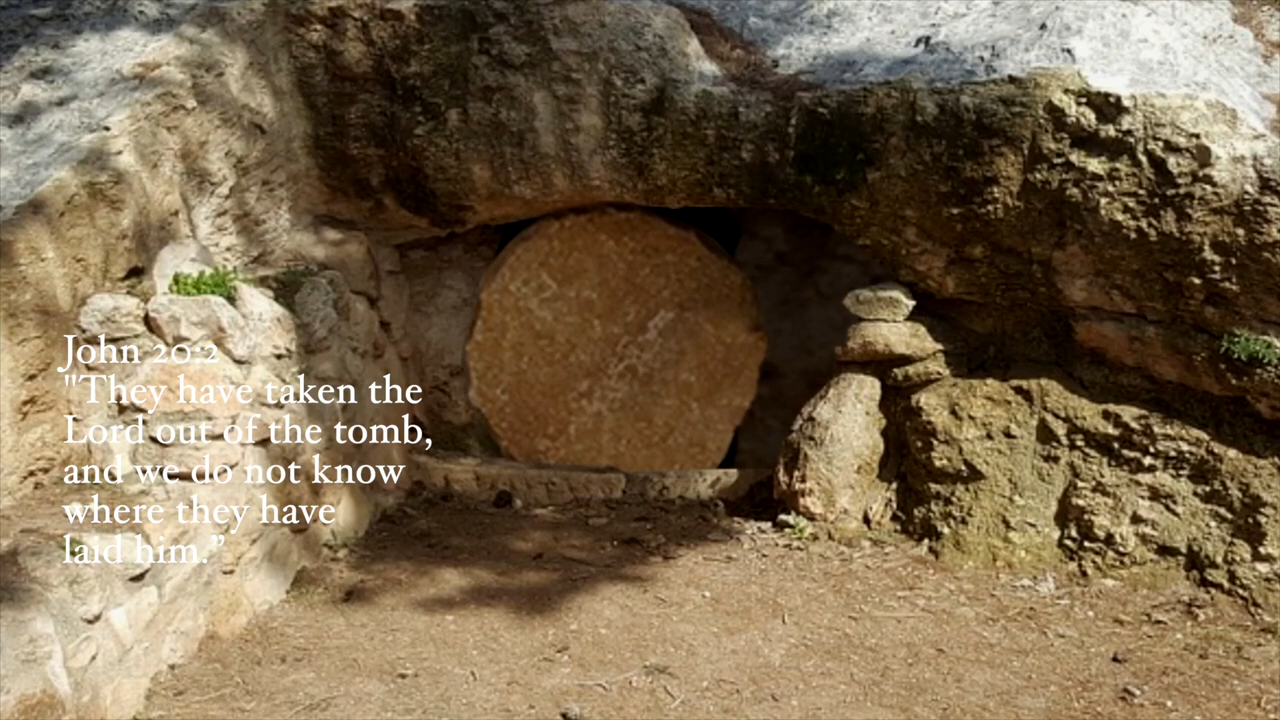 John 20:2
"They have taken the
Lord out of the tomb,
and we do not know
where they have
laid him.”